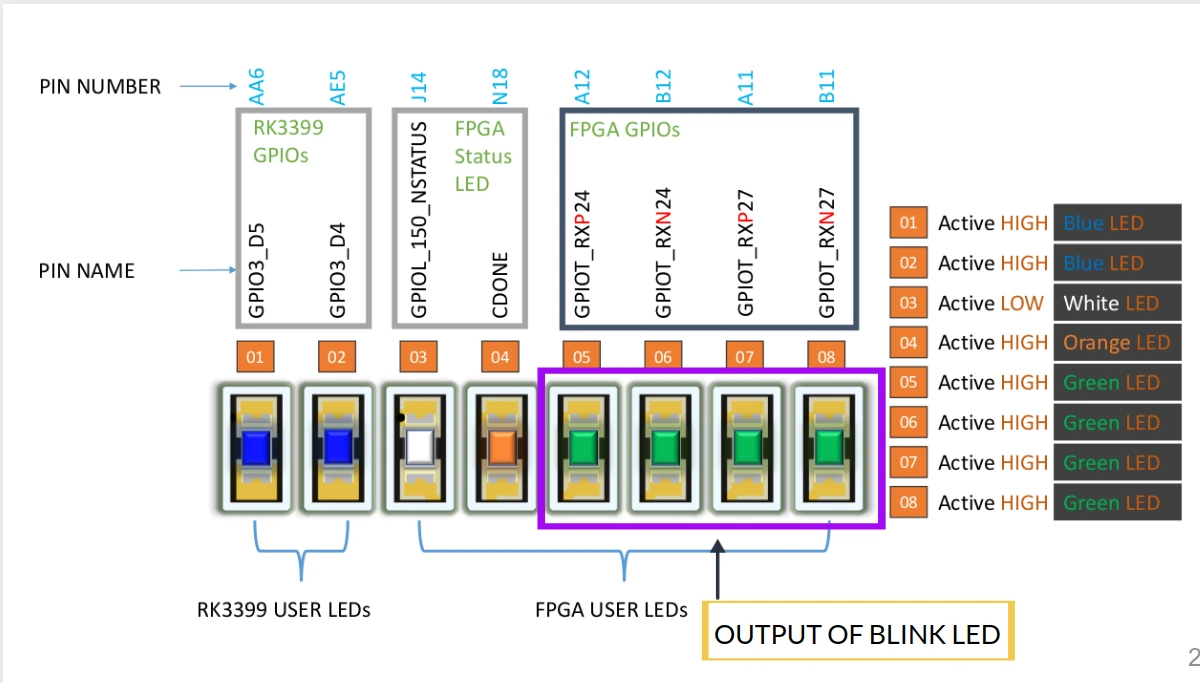 PIN NUMBER
AA6
AE5
J14
N18
A12
B12
A11
B11
RK3399
GPIOs
FPGA
Status
LED
FPGA GPIOs
PIN NAME
GPIO3_D5
GPIO3_D4
GPIOL_150_NSTATUS
CDONE
GPIOT_RXP24
GPIOT_RXN24
GPIOT_RXP27
GPIOT_RXN27
01
02
03
04
05
06
07
08
01 Active HIGH Blue LED
02 Active HIGH Blue LED
03 Active LOW White LED
04 Active HIGH Orange LED
05 Active HIGH Green LED
06 Active HIGH Green LED
07 Active HIGH Green LED
08 Active HIGH Green LED
RK3399 USER LEDs
FPGA USER LEDs
OUTPUT OF BLINK LED
2